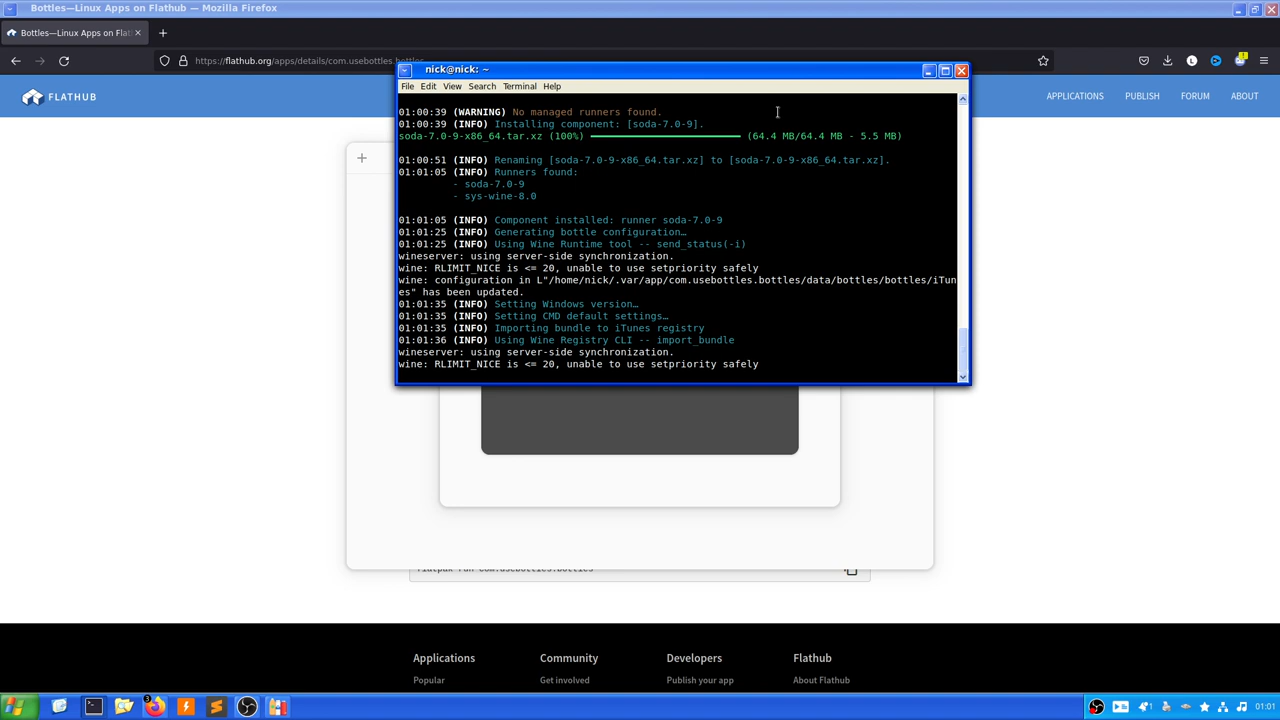 Bottles—Linux Apps on Flathub — Mozilla Firefox
Bottles—Linux Apps on Flat
https://flathub.org/apps/details/com.usebottles.bottles
FLATHUB
APPLICATIONS
PUBLISH
FORUM
ABOUT
nick@nick: ~
File Edit View Search Terminal Help
01:00:39 (WARNING) No managed runners found.
01:00:39 (INFO) Installing component: [soda-7.0-9].
soda-7.0-9-x86_64.tar.xz (100%) (64.4 MB/64.4 MB - 5.5 MB)
01:00:51 (INFO) Renaming [soda-7.0-9-x86_64.tar.xz] to [soda-7.0-9-x86_64.tar.xz].
01:01:05 (INFO) Runners found:
- soda-7.0-9
- sys-wine-8.0
01:01:05 (INFO) Component installed: runner soda-7.0-9
01:01:25 (INFO) Generating bottle configuration…
01:01:25 (INFO) Using Wine Runtime tool -- send_status(-i)
wineserver: using server-side synchronization.
wine: RLIMIT_NICE is <= 20, unable to use setpriority safely
wine: configuration in L"/home/nick/.var/app/com.usebottles.bottles/data/bottles/bottles/iTun
es" has been updated.
01:01:35 (INFO) Setting Windows version…
01:01:35 (INFO) Setting CMD default settings…
01:01:35 (INFO) Importing bundle to iTunes registry
01:01:36 (INFO) Using Wine Registry CLI -- import_bundle
wineserver: using server-side synchronization.
wine: RLIMIT_NICE is <= 20, unable to use setpriority safely
flatpak run com.usebottles.bottles
Applications
Community
Developers
Flathub
Popular
Get involved
Publish your app
About Flathub
3
01:01